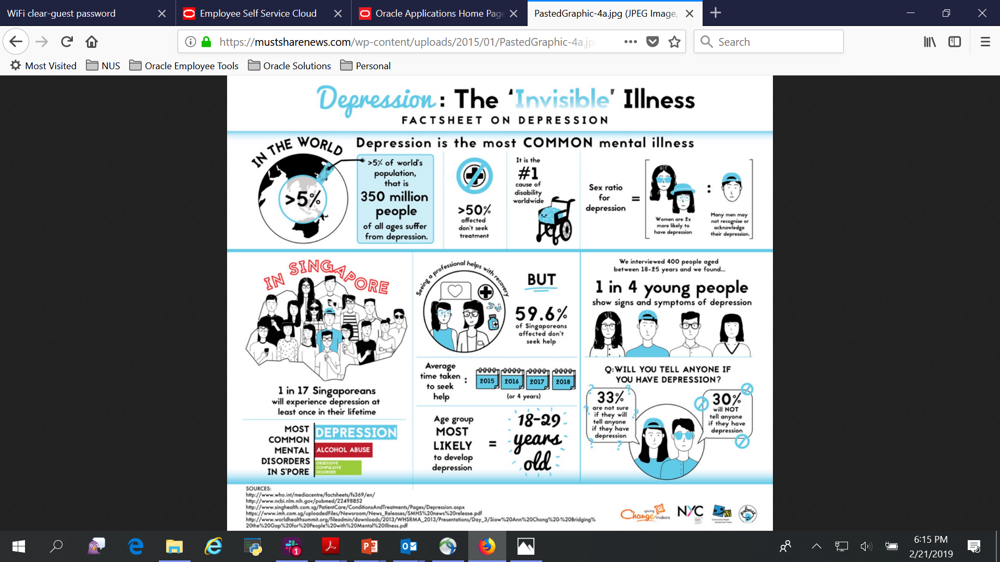 WiFi clear-guest password
Employee Self Service Cloud
Oracle Applications Home Page
PastedGraphic-4a.jpg (JPEG Image,
https://mustsharenews.com/wp-content/uploads/2015/01/PastedGraphic-4a.jp
Search
Most Visited
NUS
Oracle Employee Tools
Oracle Solutions
Personal
Depression: The 'Invisible' Illness
FACTSHEET ON DEPRESSION
IN THE WORLD
>5%
Depression is the most COMMON mental illness
>5% of world's
population,
that is
350 million
people
of all ages suffer
from depression.
>50%
affected
don't seek
treatment
It is the
#1
cause of
disability
worldwide
Sex ratio
for
depression
=
Women are 2x
more likely to
have depression
:
Many men may
not recognise or
acknowledge
their depression.
IN SINGAPORE
1 in 17 Singaporeans
will experience depression at
least once in their lifetime
MOST
COMMON
MENTAL
DISORDERS
IN S'PORE
DEPRESSION
ALCOHOL ABUSE
OBSESSIVE
COMPULSIVE
DISORDER
Seeing a professional helps with recovery
BUT
59.6%
of Singaporeans
affected don't
seek help
Average
time taken
to seek
help
:
2015
2016
2017
2018
(or 4 years)
Age group
MOST
LIKELY
to develop
depression
=
18-29
years
old
We interviewed 400 people aged
between 18-25 years and we found...
1 in 4 young people
show signs and symptoms of depression
Q:WILL YOU TELL ANYONE IF
YOU HAVE DEPRESSION?
33%
are not sure
if they will
tell anyone
if they have
depression
30%
will NOT
tell anyone
if they have
depression
SOURCES:
http://www.who.int/mediacentre/factsheets/fs369/en/
http://www.ncbi.nlm.nih.gov/pubmed/22498852
http://www.singhealth.com.sg/PatientCare/ConditionsAndTreatments/Pages/Depression.aspx
https://www.imh.com.sg/uploadedFiles/Newsroom/News_Releases/SMHS%20news%20release.pdf
http://www.worldhealthsummit.org/fileadmin/downloads/2013/WHSRMA_2013/Presentations/Day_3/Siow%20Ann%20Chong%20-%20Bridging%
20the%20Gap%20for%20People%20with%20Mental%20Illness.pdf
young
Change makers
NYC
1
6:15 PM
2/21/2019